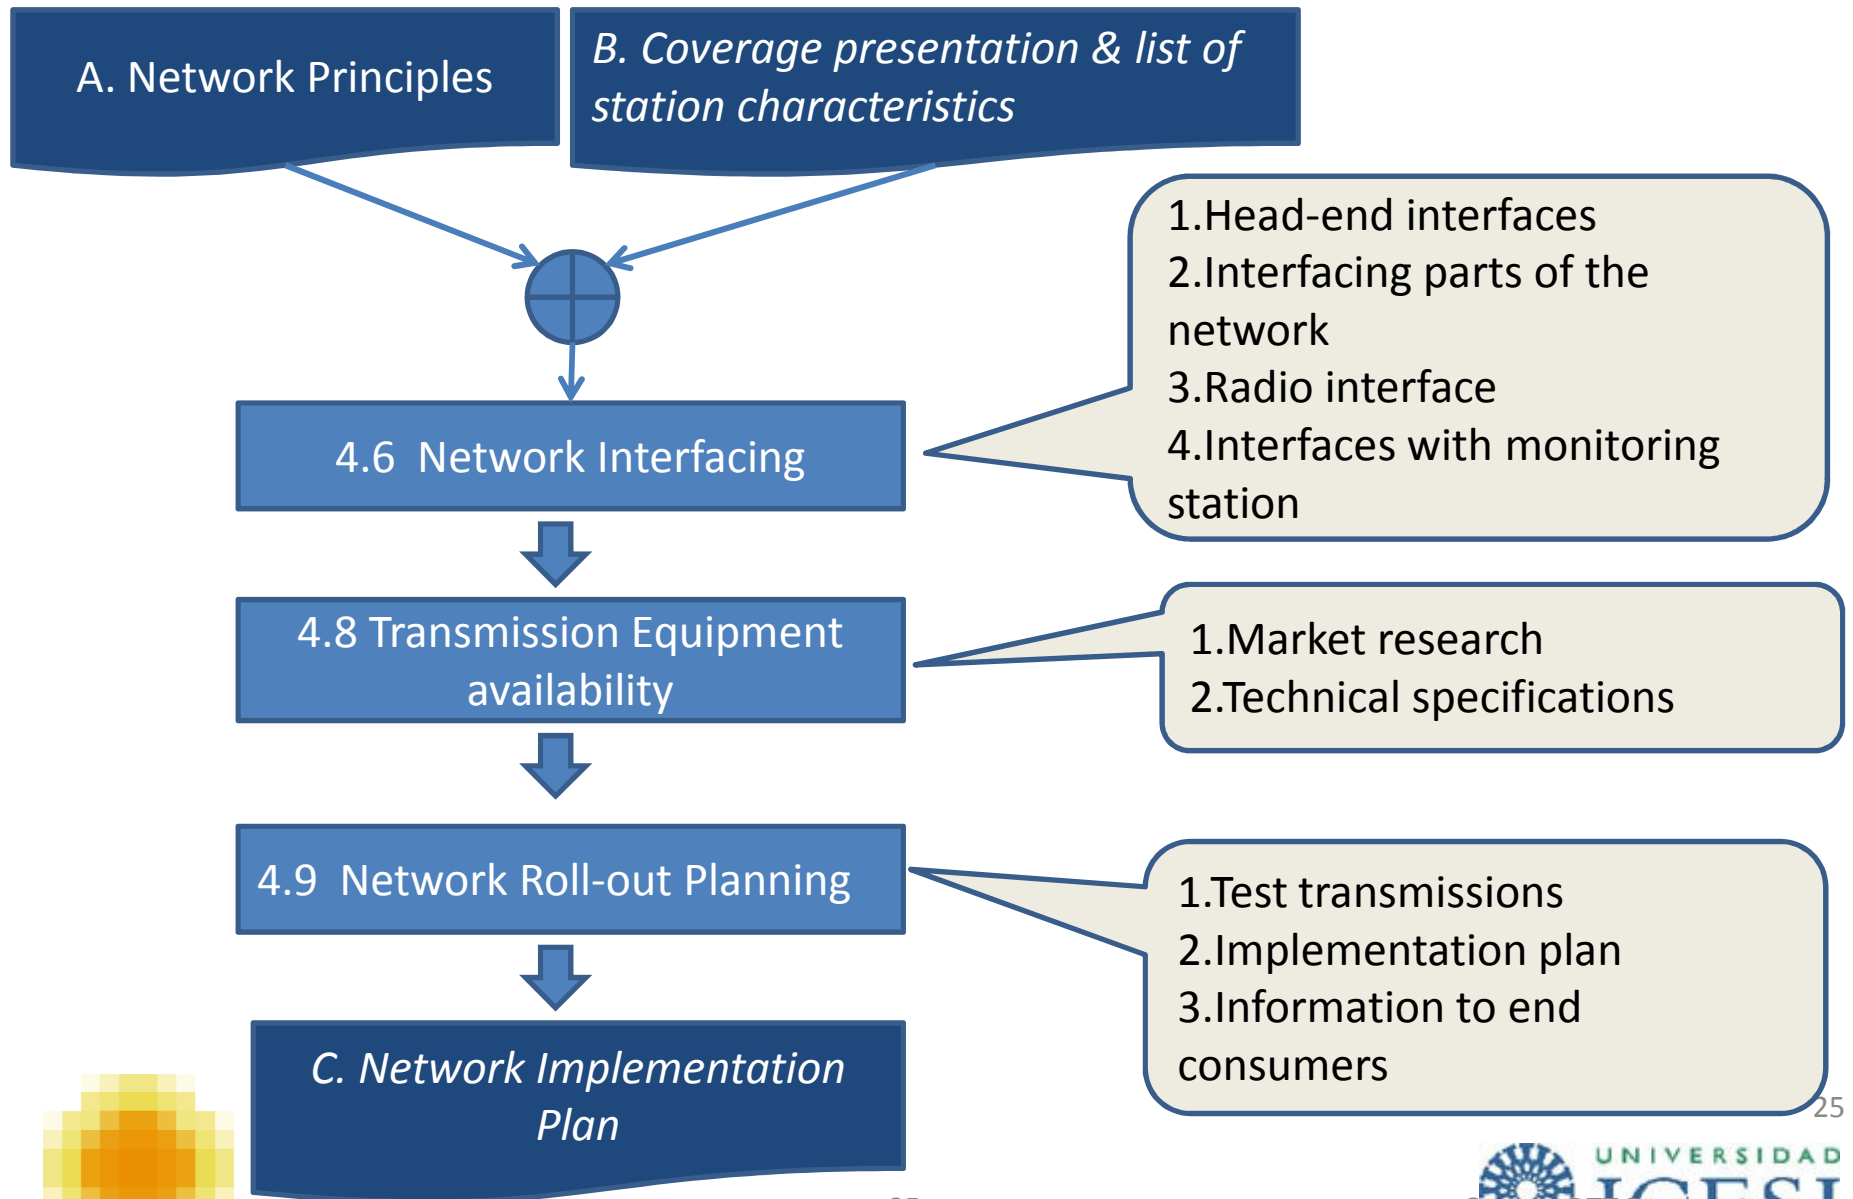 A. Network Principles
B. Coverage presentation & list of
station characteristics
1.Head-end interfaces
2.Interfacing parts of the
network
3.Radio interface
4.Interfaces with monitoring
station
4.6 Network Interfacing
4.8 Transmission Equipment
availability
1.Market research
2.Technical specifications
4.9 Network Roll-out Planning
1.Test transmissions
2.Implementation plan
3.Information to end
consumers
C. Network Implementation
Plan
25
UNIVERSIDAD
ICESI